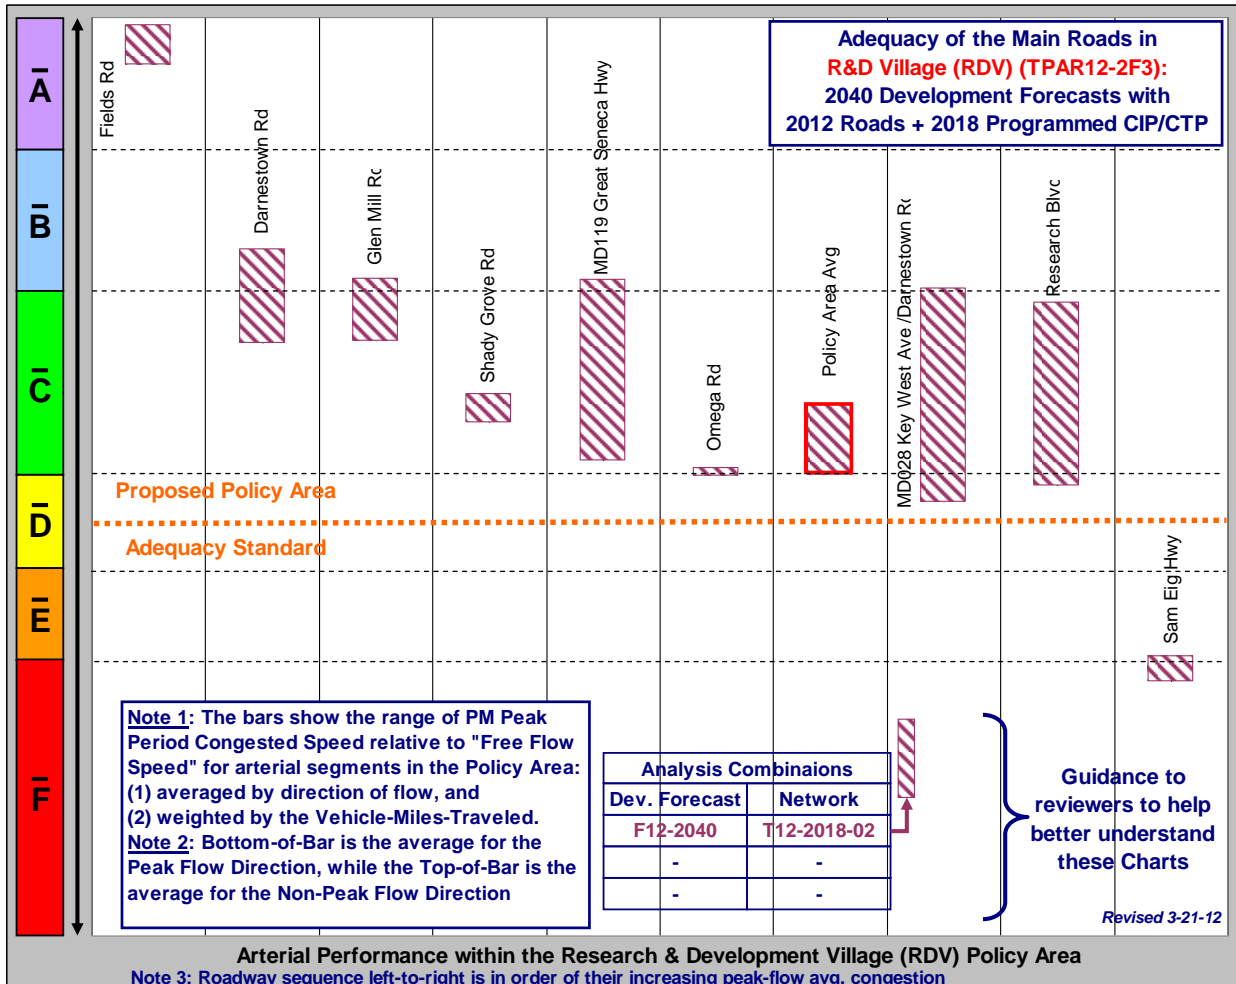 Adequacy of the Main Roads in
R&D Village (RDV) (TPAR12-2F3):
2040 Development Forecasts with
2012 Roads + 2018 Programmed CIP/CTP
A
B
C
D
E
F
Fields Rd
Darnestown Rd
Glen Mill Rd
Shady Grove Rd
MD119 Great Seneca Hwy
Omega Rd
Policy Area Avg
MD028 Key West Ave /Darnestown Rd
Research Blvd
Sam Eig Hwy
Proposed Policy Area
Adequacy Standard
Note 1: The bars show the range of PM Peak
Period Congested Speed relative to "Free Flow
Speed" for arterial segments in the Policy Area:
(1) averaged by direction of flow, and
(2) weighted by the Vehicle-Miles-Traveled.
Note 2: Bottom-of-Bar is the average for the
Peak Flow Direction, while the Top-of-Bar is the
average for the Non-Peak Flow Direction
Analysis Combinaions
Dev. Forecast Network
F12-2040 T12-2018-02
- -
- -
Guidance to
reviewers to help
better understand
these Charts
Revised 3-21-12
Arterial Performance within the Research & Development Village (RDV) Policy Area
Note 3: Roadway sequence left-to-right is in order of their increasing peak-flow avg. congestion